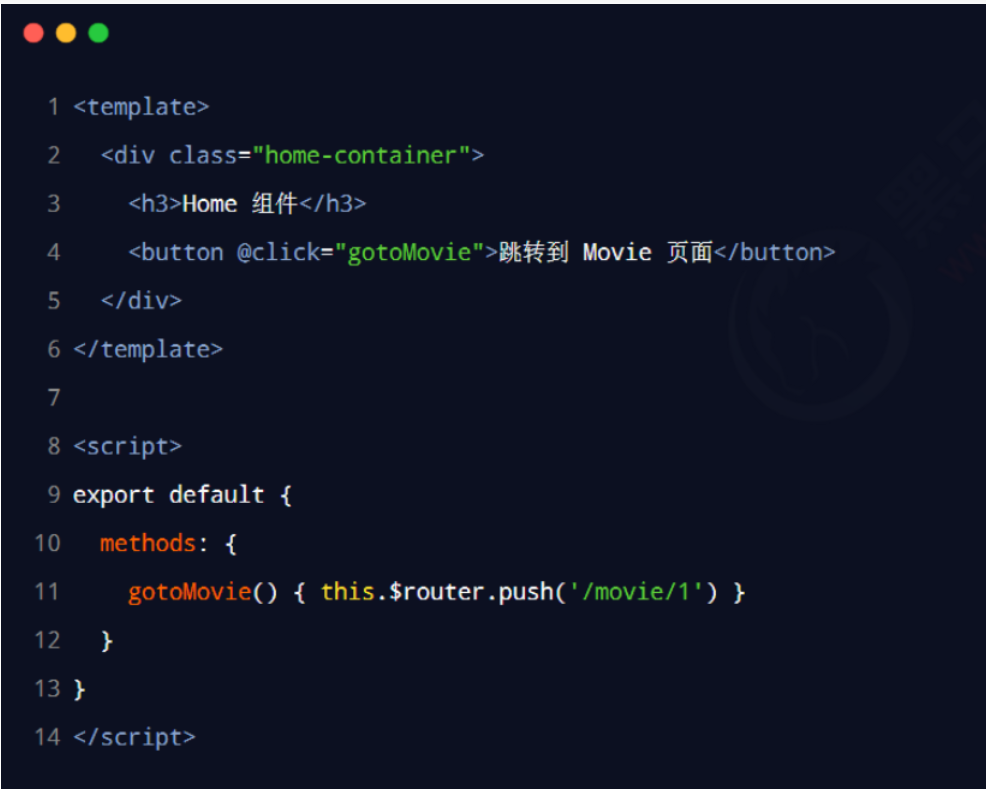 1 <template>
2   <div class="home-container">
3     <h3>Home 组件</h3>
4     <button @click="gotoMovie">跳转到 Movie 页面</button>
5   </div>
6 </template>
7
8 <script>
9 export default {
10   methods: {
11     gotoMovie() { this.$router.push('/movie/1') }
12   }
13 }
14 </script>